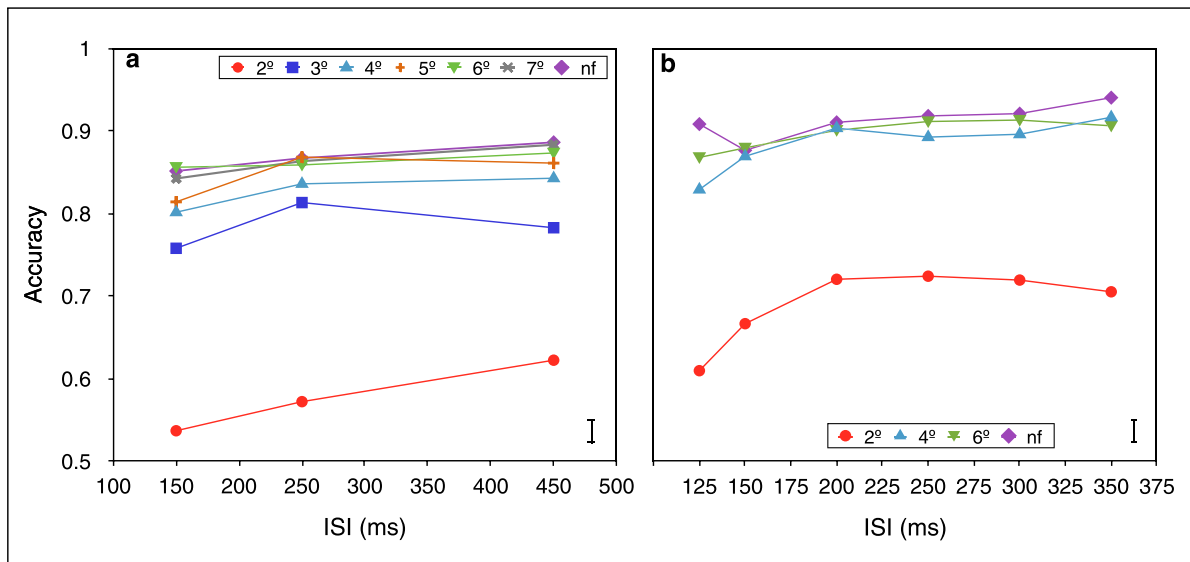 a
b
2º 3º 4º 5º 6º 7º nf
2º 4º 6º nf
Accuracy
1
0.9
0.8
0.7
0.6
0.5
100 150 200 250 300 350 400 450 500
125 150 175 200 225 250 275 300 325 350 375
ISI (ms)
ISI (ms)